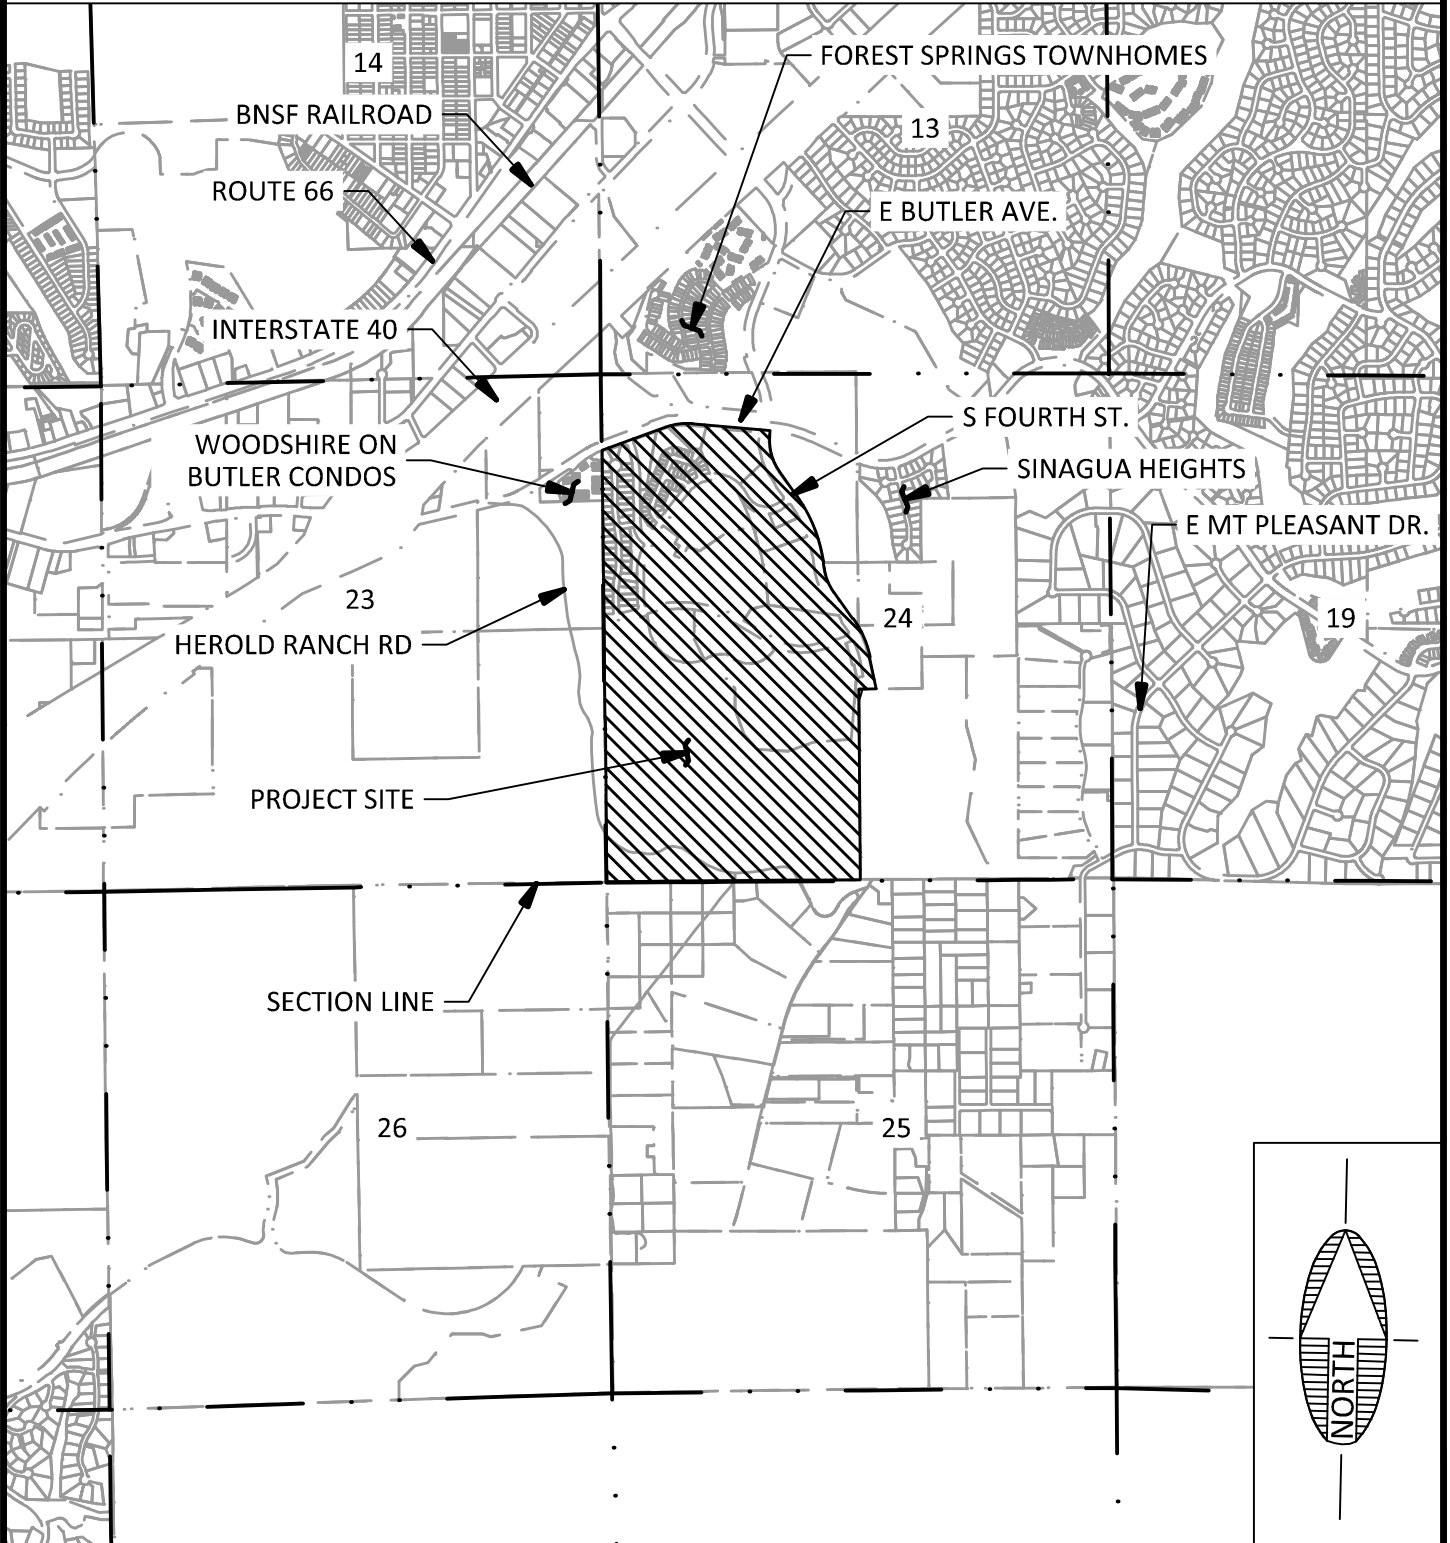 FOREST SPRINGS TOWNHOMES
14
BNSF RAILROAD
13
ROUTE 66
E BUTLER AVE.
INTERSTATE 40
S FOURTH ST.
WOODSHIRE ON
BUTLER CONDOS
SINAGUA HEIGHTS
E MT PLEASANT DR.
23
24
19
HEROLD RANCH RD
PROJECT SITE
SECTION LINE
26
25
NORTH